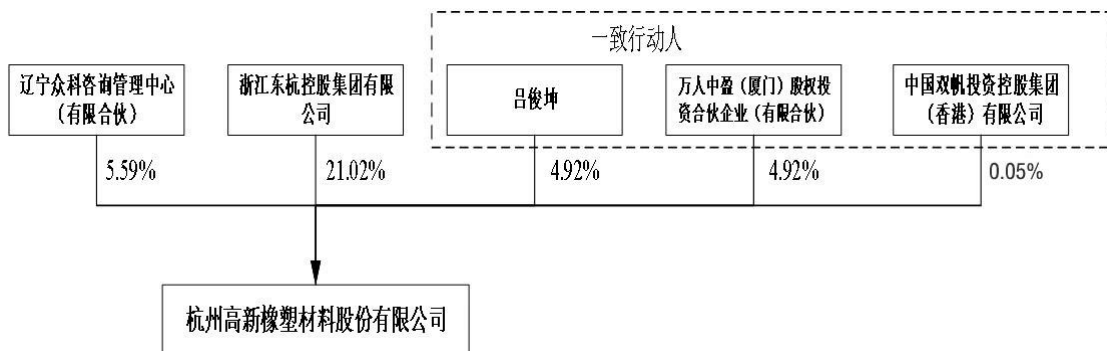 一致行动人
辽宁众科咨询管理中心
（有限合伙）
浙江东杭控股集团有限
公司
吕俊坤
万人中盈（厦门）股权投
资合伙企业（有限合伙）
中国双帆投资控股集团
（香港）有限公司
5.59%
21.02%
4.92%
4.92%
0.05%
杭州高新橡塑材料股份有限公司